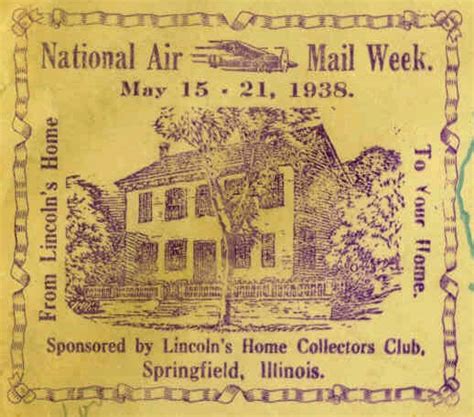 National Air Mail Week.
May 15 - 21, 1938.
From Lincoln's Home
To Your Home.
Sponsored by Lincoln's Home Collectors Club,
Springfield, Illinois.